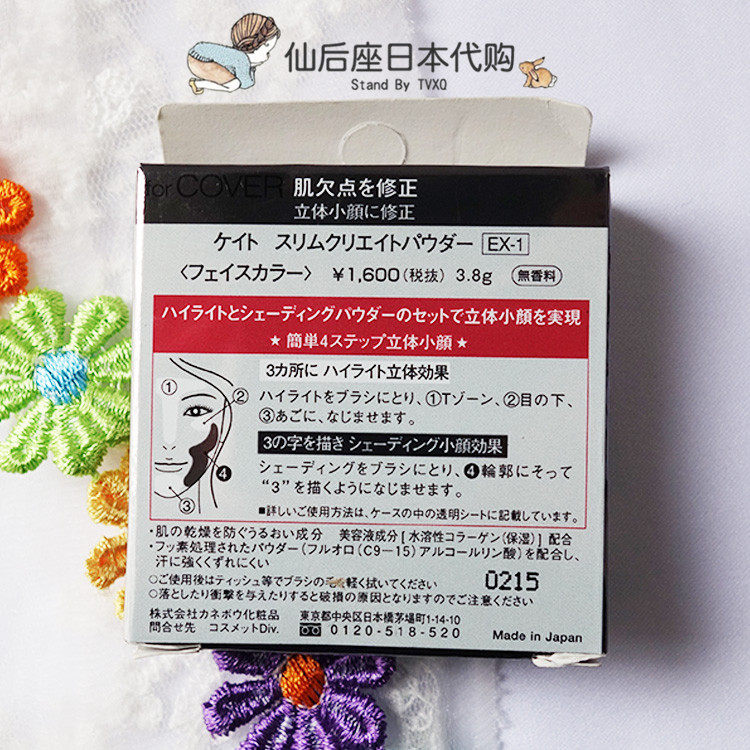 仙后座日本代购
Stand By TVXQ
for COVER 肌欠点を修正
立体小顔に修正
ケイト スリムクリエイトパウダー EX-1
〈フェイスカラー〉 ¥1,600(税抜) 3.8g 無香料
ハイライトとシェーディングパウダーのセットで立体小顔を実現
★簡単4ステップ立体小顔★
3カ所に ハイライト立体効果
ハイライトをブラシにとり、①Tゾーン、②目の下、
③あごに、なじませます。
3の字を描き シェーディング小顔効果
シェーディングをブラシにとり、❹輪郭にそって
“3”を描くようになじませます。
■詳しいご使用方法は、ケースの中の透明シートに記載しています。
①
②
③
❹
・肌の乾燥を防ぐうるおい成分 美容液成分[水溶性コラーゲン(保湿)]配合
・フッ素処理されたパウダー(フルオロ(C9-15)アルコールリン酸)を配合し、
汗に強くくずれにくい
○ご使用後はティッシュ等でブラシの毛を軽く拭いてください
○落としたり衝撃を与えたりすると破損の原因となりますのでご注意ください
0215
株式会社カネボウ化粧品 東京都中央区日本橋茅場町1-14-10
問合せ先 コスメットDiv. 0120-518-520
Made in Japan